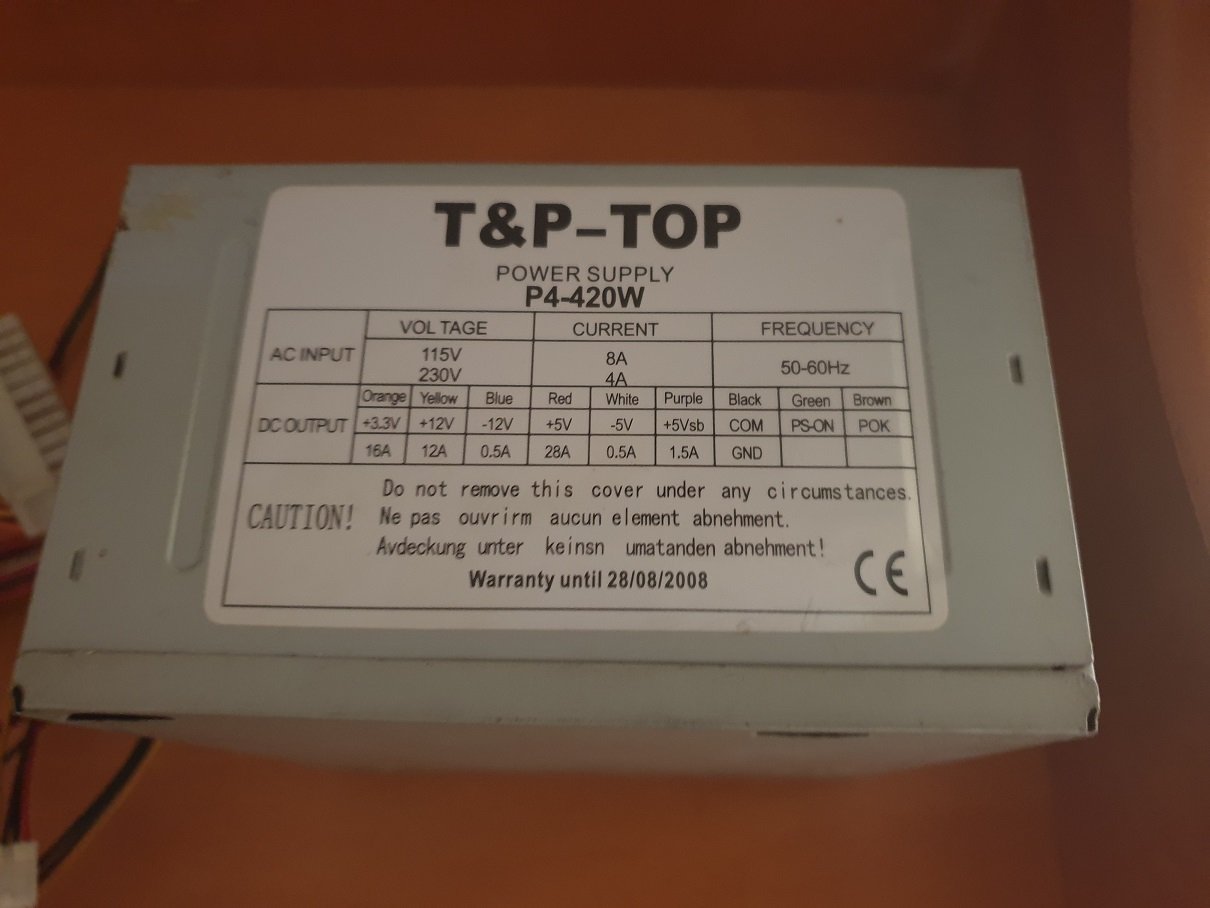 T&P-TOP
POWER SUPPLY
P4-420W
AC INPUT VOL TAGE CURRENT FREQUENCY
115V 8A 50-60Hz
230V 4A
DC OUTPUT Orange Yellow Blue Red White Purple Black Green Brown
+3.3V +12V -12V +5V -5V +5Vsb COM PS-ON POK
16A 12A 0.5A 28A 0.5A 1.5A GND
CAUTION! Do not remove this cover under any circumstances.
Ne pas ouvrirm aucun element abnehment.
Avdeckung unter keinsn umatanden abnehment!
Warranty until 28/08/2008
CE